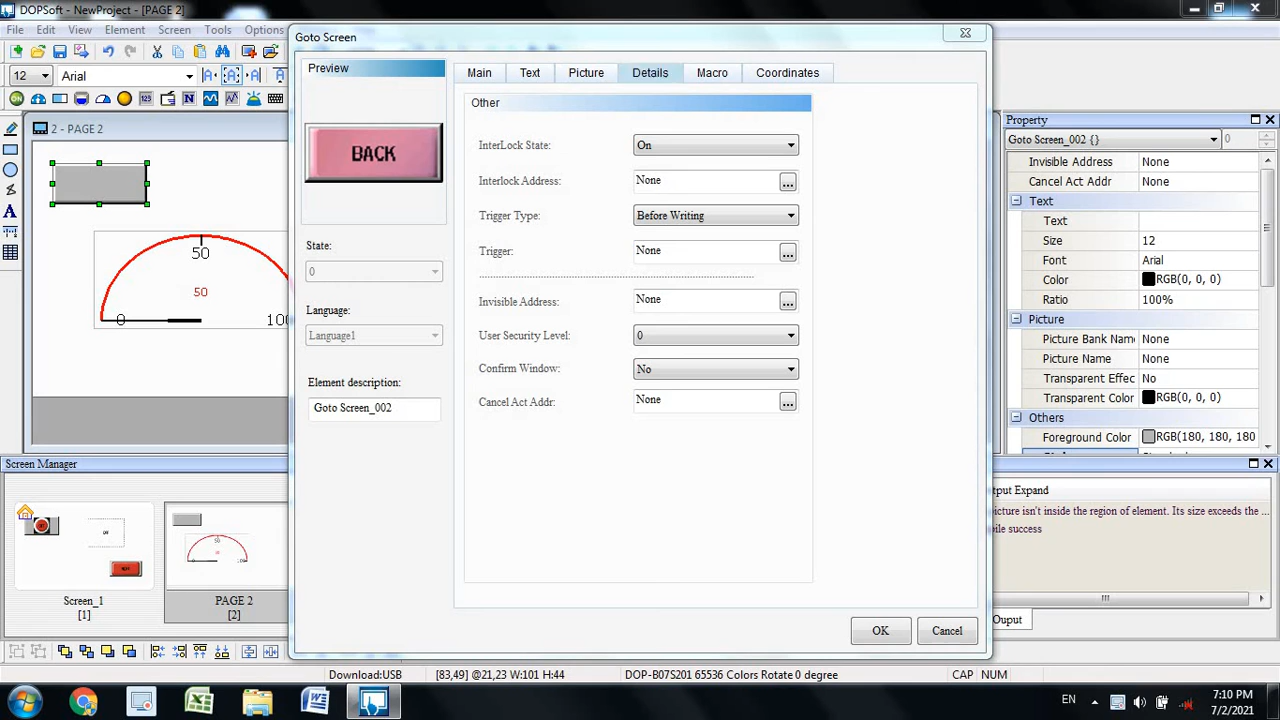 DOPSoft - NewProject - [PAGE 2]
File Edit View Element Screen Tools Options
12 Arial
2 - PAGE 2
50
50
0 100
Screen Manager
Screen_1
[1]
PAGE 2
[2]
Goto Screen
Preview
BACK
State:
0
Language:
Language1
Element description:
Goto Screen_002
Main Text Picture Details Macro Coordinates
Other
InterLock State: On
Interlock Address: None
Trigger Type: Before Writing
Trigger: None
Invisible Address: None
User Security Level: 0
Confirm Window: No
Cancel Act Addr: None
OK Cancel
Property
Goto Screen_002 {} 0
Invisible Address None
Cancel Act Addr None
Text
Text
Size 12
Font Arial
Color RGB(0, 0, 0)
Ratio 100%
Picture
Picture Bank Nam
Picture Name None
Transparent Effec No
Transparent Color RGB(0, 0, 0)
Others
Foreground Color RGB(180, 180, 180
tput Expand
picture isn't inside the region of element. Its size exceeds the ...
pile success
Ouput
Download:USB [83,49] @21,23 W:101 H:44 DOP-B07S201 65536 Colors Rotate 0 degree CAP NUM
EN 7:10 PM
7/2/2021